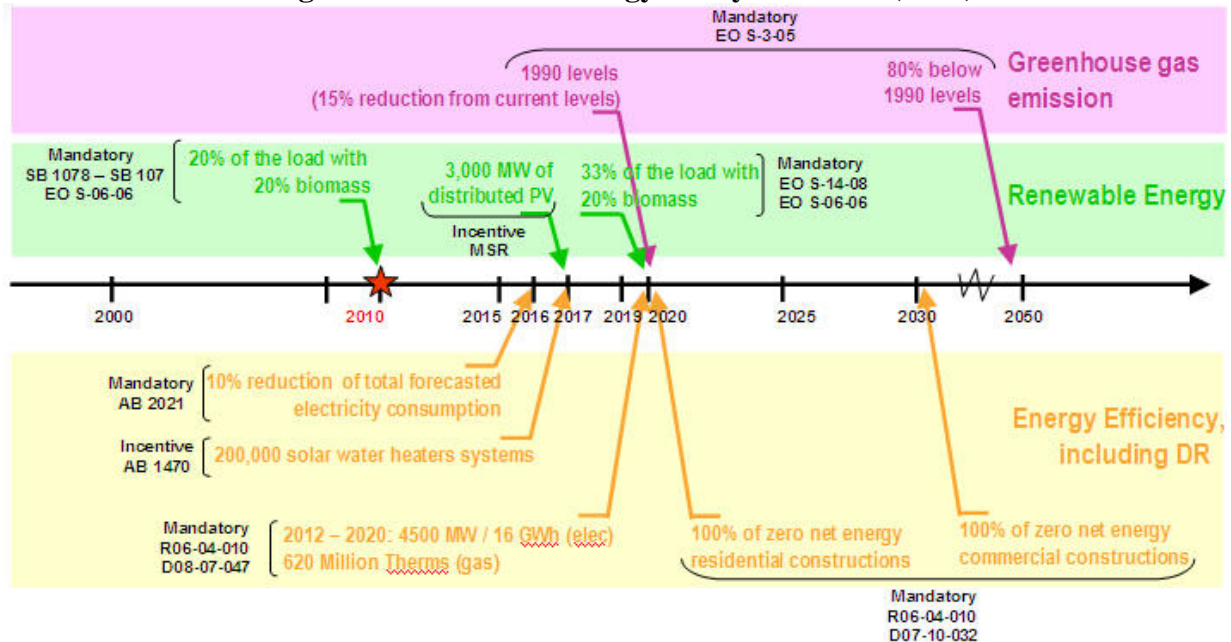 Mandatory
EO S-3-05
1990 levels
(15% reduction from current levels)
80% below
1990 levels
Greenhouse gas
emission
Mandatory
SB 1078 – SB 107
EO S-06-06
20% of the load with
20% biomass
3,000 MW of
distributed PV
Incentive
MSR
33% of the load with
20% biomass
Mandatory
EO S-14-08
EO S-06-06
Renewable Energy
2000
2010
2015
2016
2017
2019
2020
2025
2030
2050
Mandatory
AB 2021
10% reduction of total forecasted
electricity consumption
Incentive
AB 1470
200,000 solar water heaters systems
Energy Efficiency,
including DR
Mandatory
R06-04-010
D08-07-047
2012 – 2020: 4500 MW / 16 GWh (elec)
620 Million Therms (gas)
100% of zero net energy
residential constructions
100% of zero net energy
commercial constructions
Mandatory
R06-04-010
D07-10-032